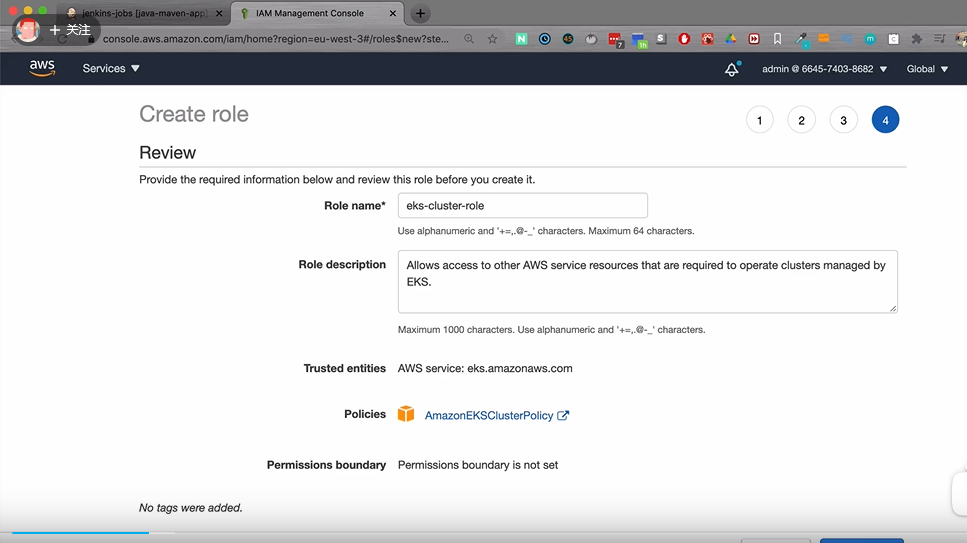 jenkins-jobs [java-maven-app]
IAM Management Console
关注
console.aws.amazon.com/iam/home?region=eu-west-3#/roles$new?ste...
aws
Services
admin @ 6645-7403-8682
Global
Create role
1 2 3 4
Review
Provide the required information below and review this role before you create it.
Role name*
eks-cluster-role
Use alphanumeric and '+=,.@-_' characters. Maximum 64 characters.
Role description
Allows access to other AWS service resources that are required to operate clusters managed by
EKS.
Maximum 1000 characters. Use alphanumeric and '+=,.@-_' characters.
Trusted entities
AWS service: eks.amazonaws.com
Policies
AmazonEKSClusterPolicy
Permissions boundary
Permissions boundary is not set
No tags were added.